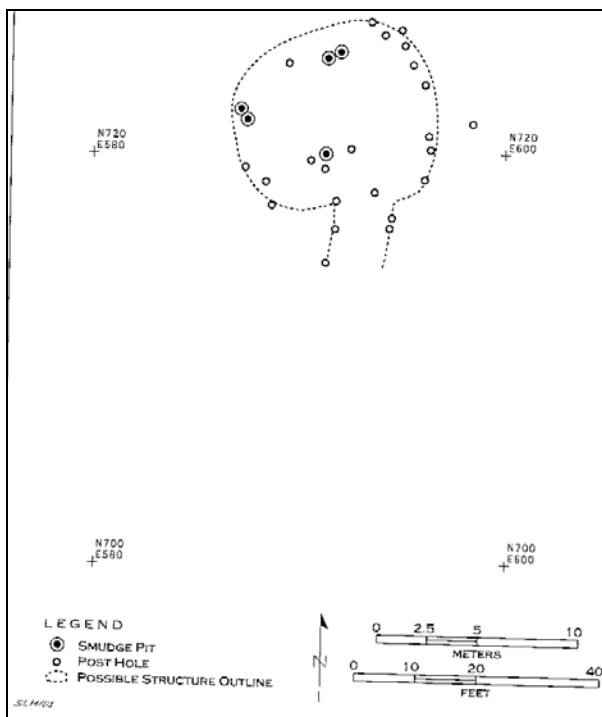 N720
E580
N720
E600
N700
E580
N700
E600
LEGEND
SMUDGE PIT
POST HOLE
POSSIBLE STRUCTURE OUTLINE
N
0 2.5 5 10
METERS
0 10 20 40
FEET